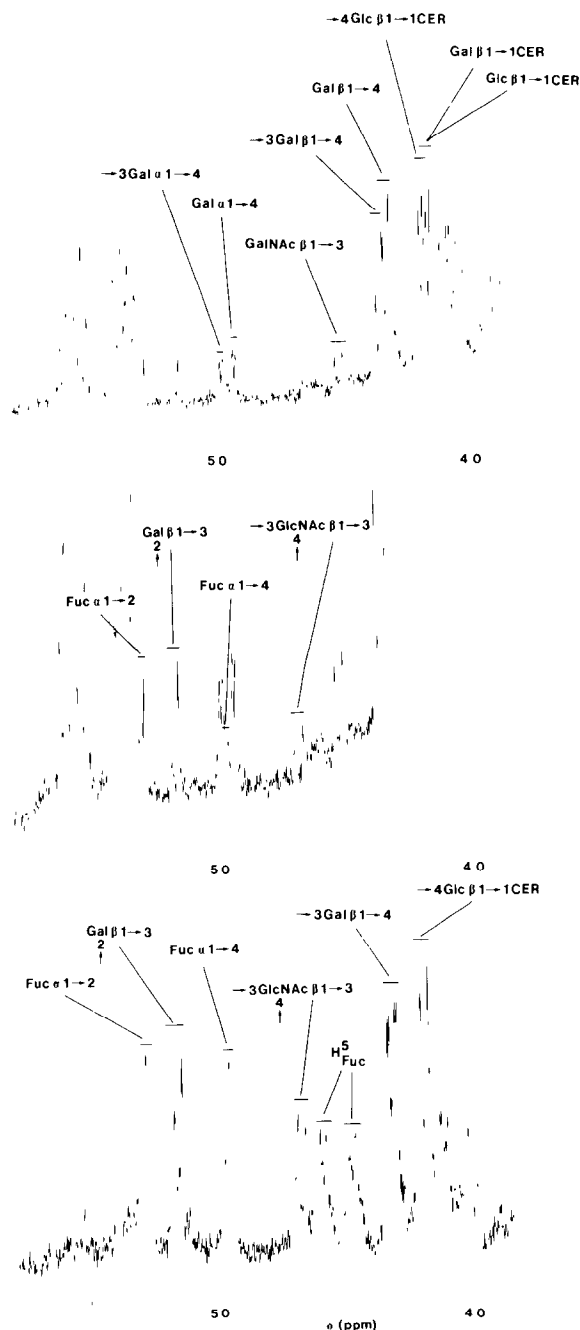 →4Glc β1→1CER
Gal β1→1CER
Gal β1→4
Glc β1→1CER
→3Gal β1→4
→3Gal α1→4
Gal α1→4
GalNAc β1→3
50 40
Gal β1→3
2
→3GlcNAc β1→3
4
Fuc α1→2
Fuc α1→4
50 40
→4Glc β1→1CER
→3Gal β1→4
Gal β1→3
2
Fuc α1→4
Fuc α1→2
→3GlcNAc β1→3
4
H5Fuc
50 40
(ppm)